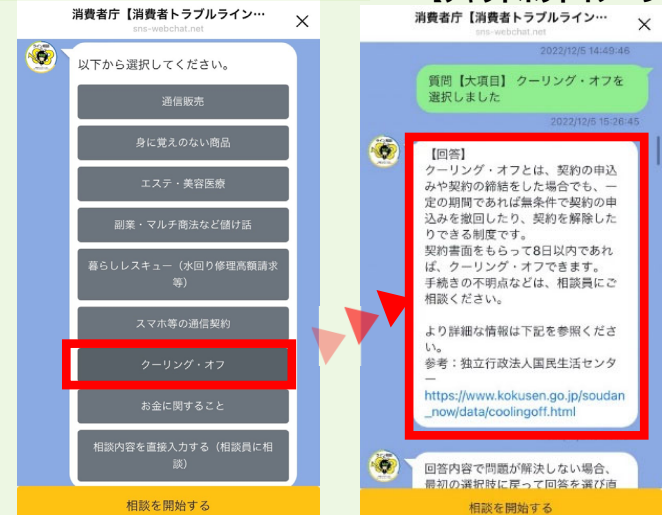 消費者庁【消費者トラブルライン…
sns-webchat.net
以下から選択してください。
通信販売
身に覚えのない商品
エステ・美容医療
副業・マルチ商法など儲け話
暮らしレスキュー（水回り修理高額請求
等）
スマホ等の通信契約
クーリング・オフ
お金に関すること
相談内容を直接入力する（相談員に相
談）
相談を開始する
消費者庁【消費者トラブルライン…
sns-webchat.net
2022/12/5 14:49:46
質問【大項目】 クーリング・オフを
選択しました
2022/12/5 15:26:45
【回答】
クーリング・オフとは、契約の申込
みや契約の締結をした場合でも、一
定の期間であれば無条件で契約の申
込みを撤回したり、契約を解除した
りできる制度です。
契約書面をもらって8日以内であれ
ば、クーリング・オフできます。
手続きの不明点などは、相談員にご
相談ください。
より詳細な情報は下記を参照くださ
い。
参考：独立行政法人国民生活センタ
ー
https://www.kokusen.go.jp/soudan
_now/data/coolingoff.html
回答内容で問題が解決しない場合、
最初の選択肢に戻って回答を選び直
相談を開始する